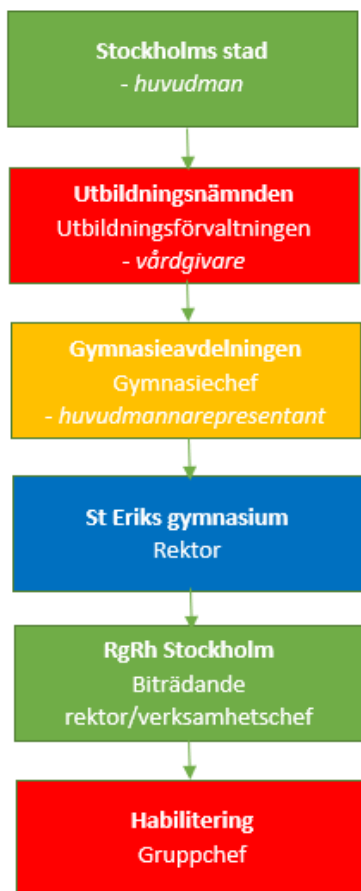 Stockholms stad
- huvudman
Utbildningsnämnden
Utbildningsförvaltningen
- vårdgivare
Gymnasieavdelningen
Gymnasiechef
- huvudmannarepresentant
St Eriks gymnasium
Rektor
RgRh Stockholm
Biträdande
rektor/verksamhetschef
Habilitering
Gruppchef